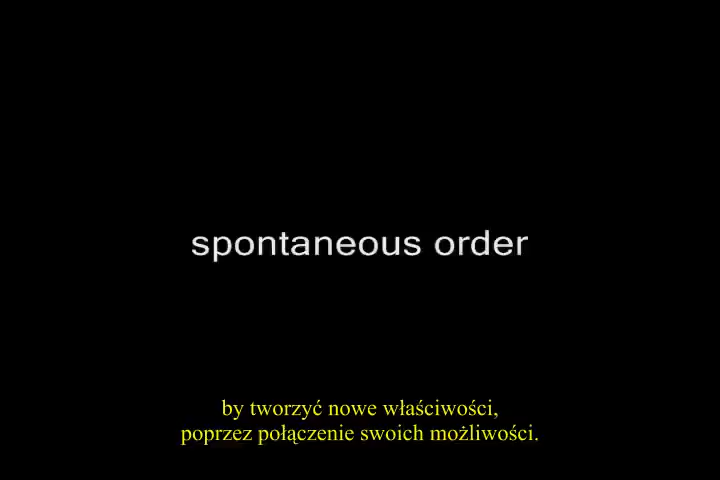 spontaneous order
by tworzyć nowe właściwości,
poprzez połączenie swoich możliwości.